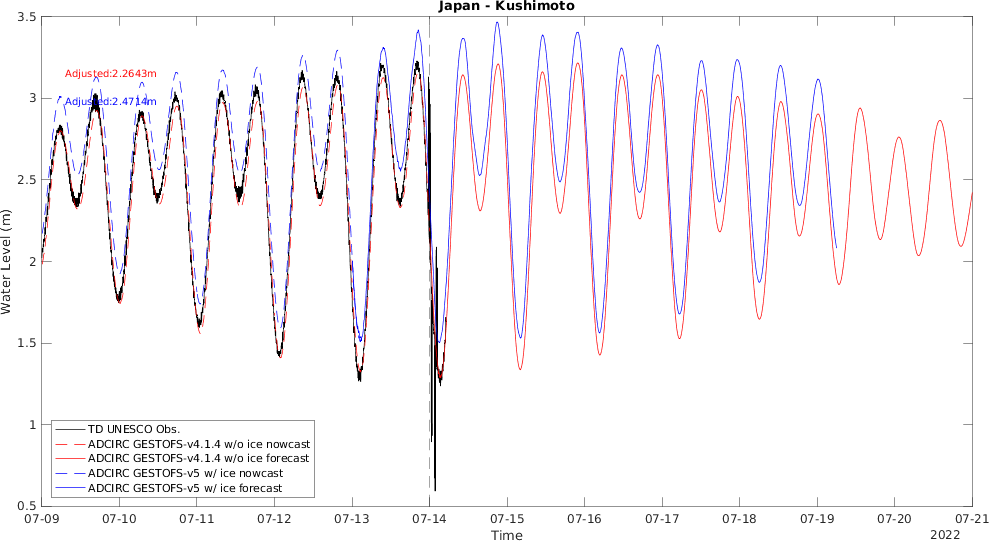 Japan - Kushimoto
3.5
3
2.5
2
1.5
1
0.5
Water Level (m)
Adjusted:2.2643m
Adjusted:2.4714m
TD UNESCO Obs.
ADCIRC GESTOFS-v4.1.4 w/o ice nowcast
ADCIRC GESTOFS-v4.1.4 w/o ice forecast
ADCIRC GESTOFS-v5 w/ ice nowcast
ADCIRC GESTOFS-v5 w/ ice forecast
07-09 07-10 07-11 07-12 07-13 07-14 07-15 07-16 07-17 07-18 07-19 07-20 07-21
Time
2022